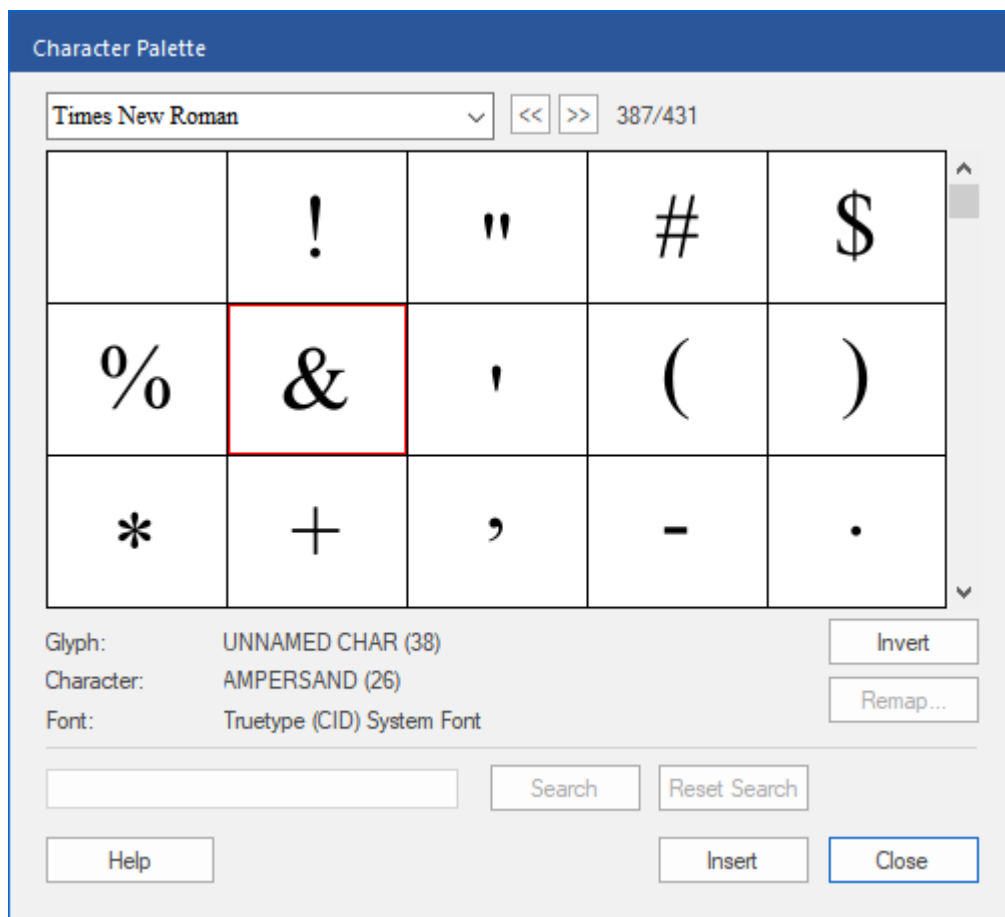 Character Palette
Times New Roman << >> 387/431
! " # $
% & ' ( )
* + , - .
Glyph: UNNAMED CHAR (38) Invert
Character: AMPERSAND (26)
Remap...
Font: Truetype (CID) System Font
Search Reset Search
Help Insert Close